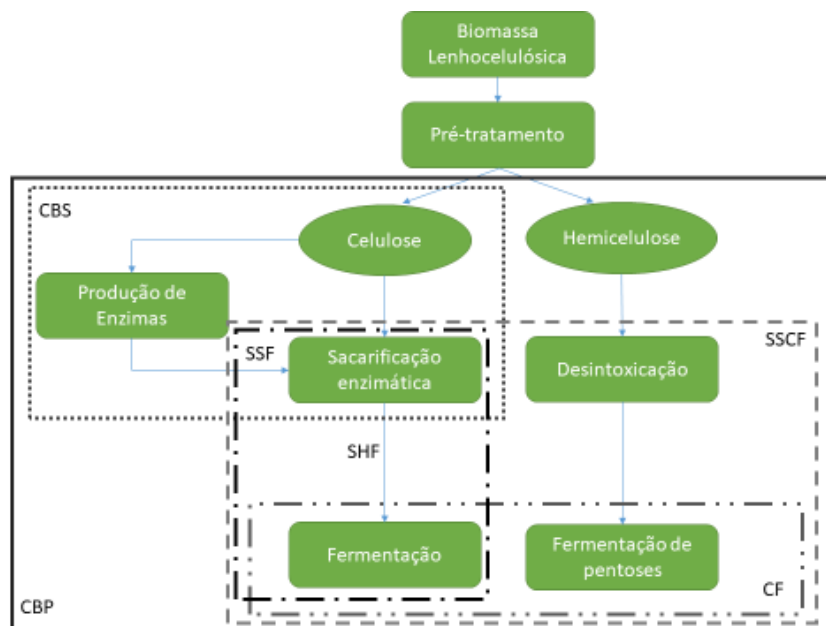 Biomassa
Lenhocelulósica
Pré-tratamento
CBS
Celulose
Hemicelulose
Produção de
Enzimas
SSF
Sacarificação
enzimática
SSCF
Desintoxicação
SHF
Fermentação
Fermentação de
pentoses
CF
CBP